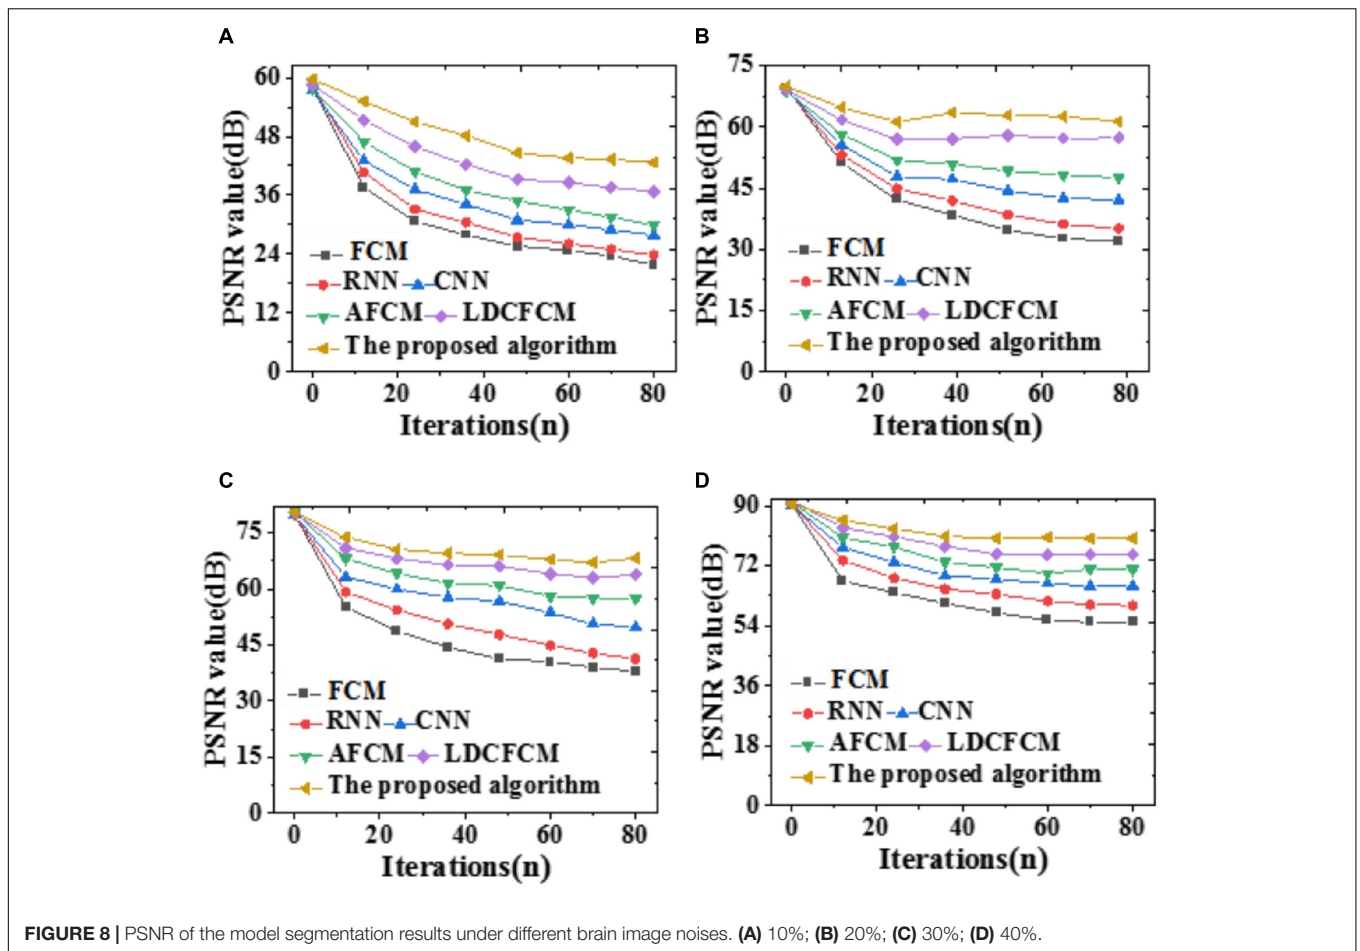 A
60
48
36
24
12
0
PSNR value(dB)
FCM
RNN CNN
AFCM LDCFCM
The proposed algorithm
0 20 40 60 80
Iterations(n)
B
75
60
45
30
15
0
PSNR value(dB)
FCM
RNN CNN
AFCM LDCFCM
The proposed algorithm
0 20 40 60 80
Iterations(n)
C
75
60
45
30
15
0
PSNR value(dB)
FCM
RNN CNN
AFCM LDCFCM
The proposed algorithm
0 20 40 60 80
Iterations(n)
D
90
72
54
36
18
0
PSNR value(dB)
FCM
RNN CNN
AFCM LDCFCM
The proposed algorithm
0 20 40 60 80
Iterations(n)
FIGURE 8 | PSNR of the model segmentation results under different brain image noises. (A) 10%; (B) 20%; (C) 30%; (D) 40%.